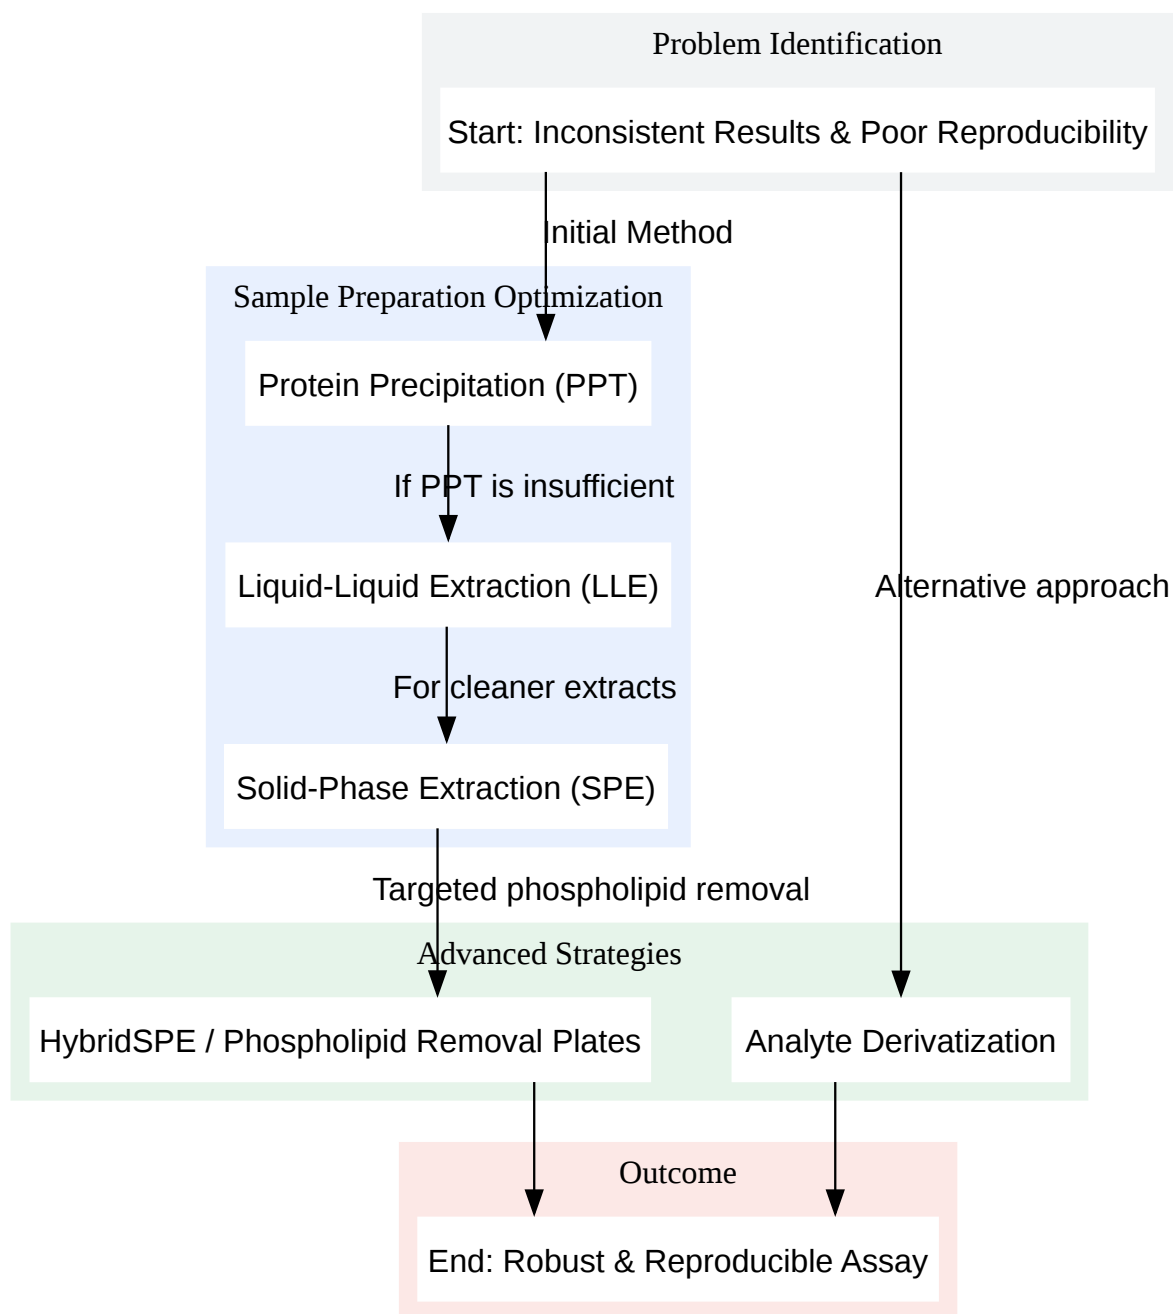 Problem Identification
Start: Inconsistent Results & Poor Reproducibility
Initial Method
Sample Preparation Optimization
Protein Precipitation (PPT)
If PPT is insufficient
Liquid-Liquid Extraction (LLE)
Alternative approach
For cleaner extracts
Solid-Phase Extraction (SPE)
Targeted phospholipid removal
Advanced Strategies
HybridSPE / Phospholipid Removal Plates
Analyte Derivatization
Outcome
End: Robust & Reproducible Assay